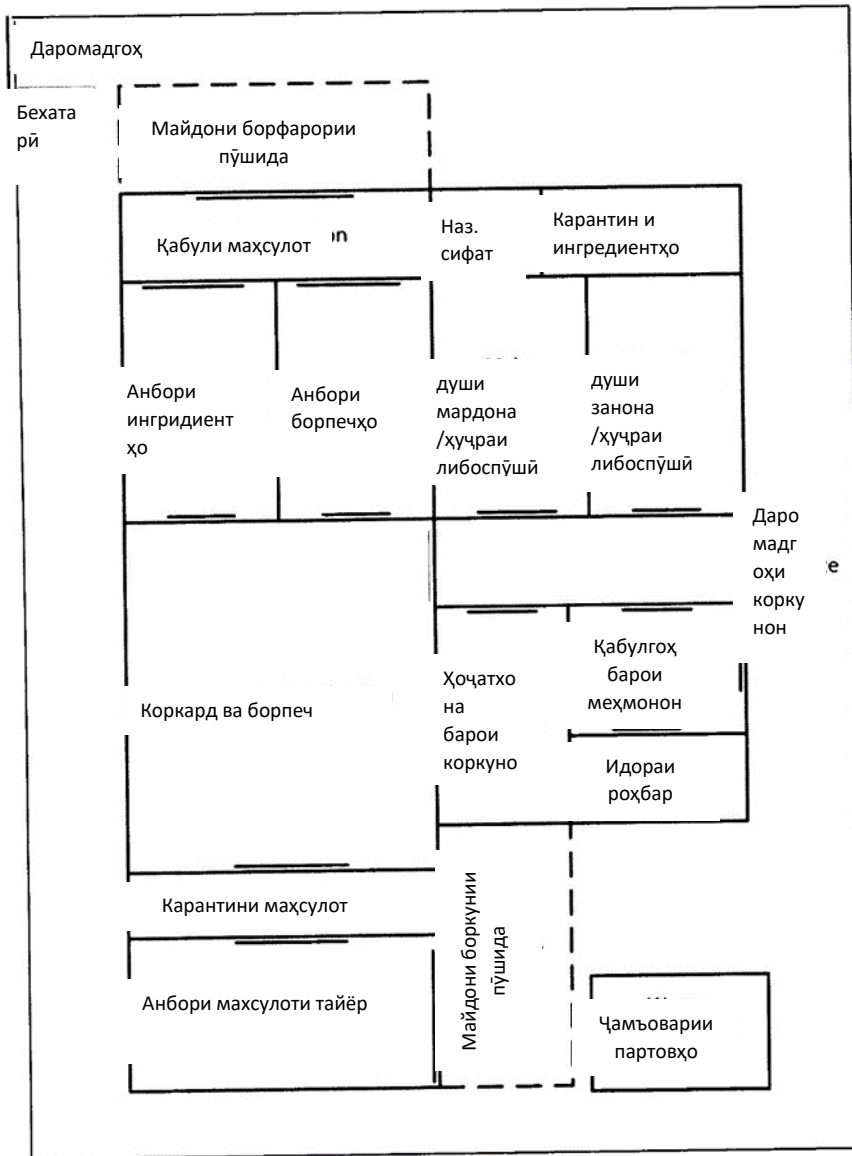 Даромадгоҳ
Бехата
рӣ
Майдони борфарории
пӯшида
Қабули маҳсулот
on
Наз.
сифат
Карантин и
ингредиентҳо
Анбори
ингридиент
ҳо
Анбори
борпечҳо
души
мардона
/ҳуҷраи
либоспӯшӣ
души
занона
/ҳуҷраи
либоспӯшӣ
Даро
мадг
оҳи
корку
нон
Коркард ва борпеч
Ҳоҷатхо
на
барои
коркуно
Қабулгоҳ
барои
меҳмонон
Идораи
роҳбар
Карантини маҳсулот
Майдони боркунии
пӯшида
Анбори махсулоти тайёр
Ҷамъоварии
партовҳо